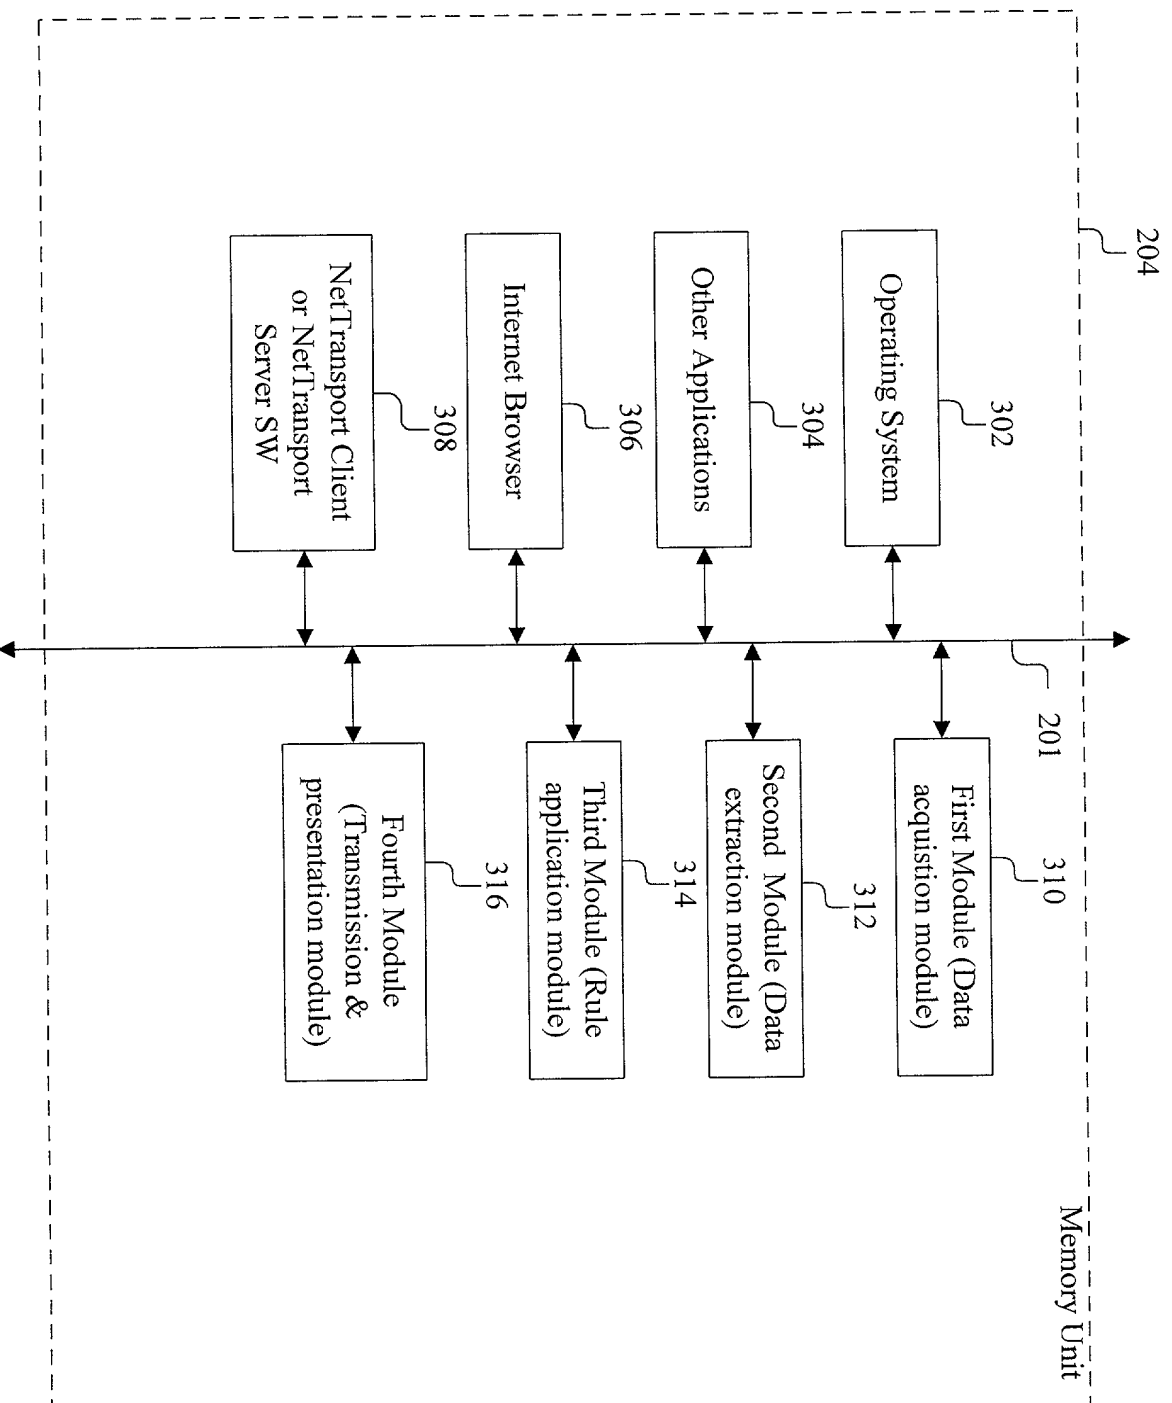 204
Memory Unit
Operating System
302
Other Applications
304
Internet Browser
306
NetTransport Client
or NetTransport
Server SW
308
201
First Module (Data
acquistion module)
310
Second Module (Data
extraction module)
312
Third Module (Rule
application module)
314
Fourth Module
(Transmission &
presentation module)
316